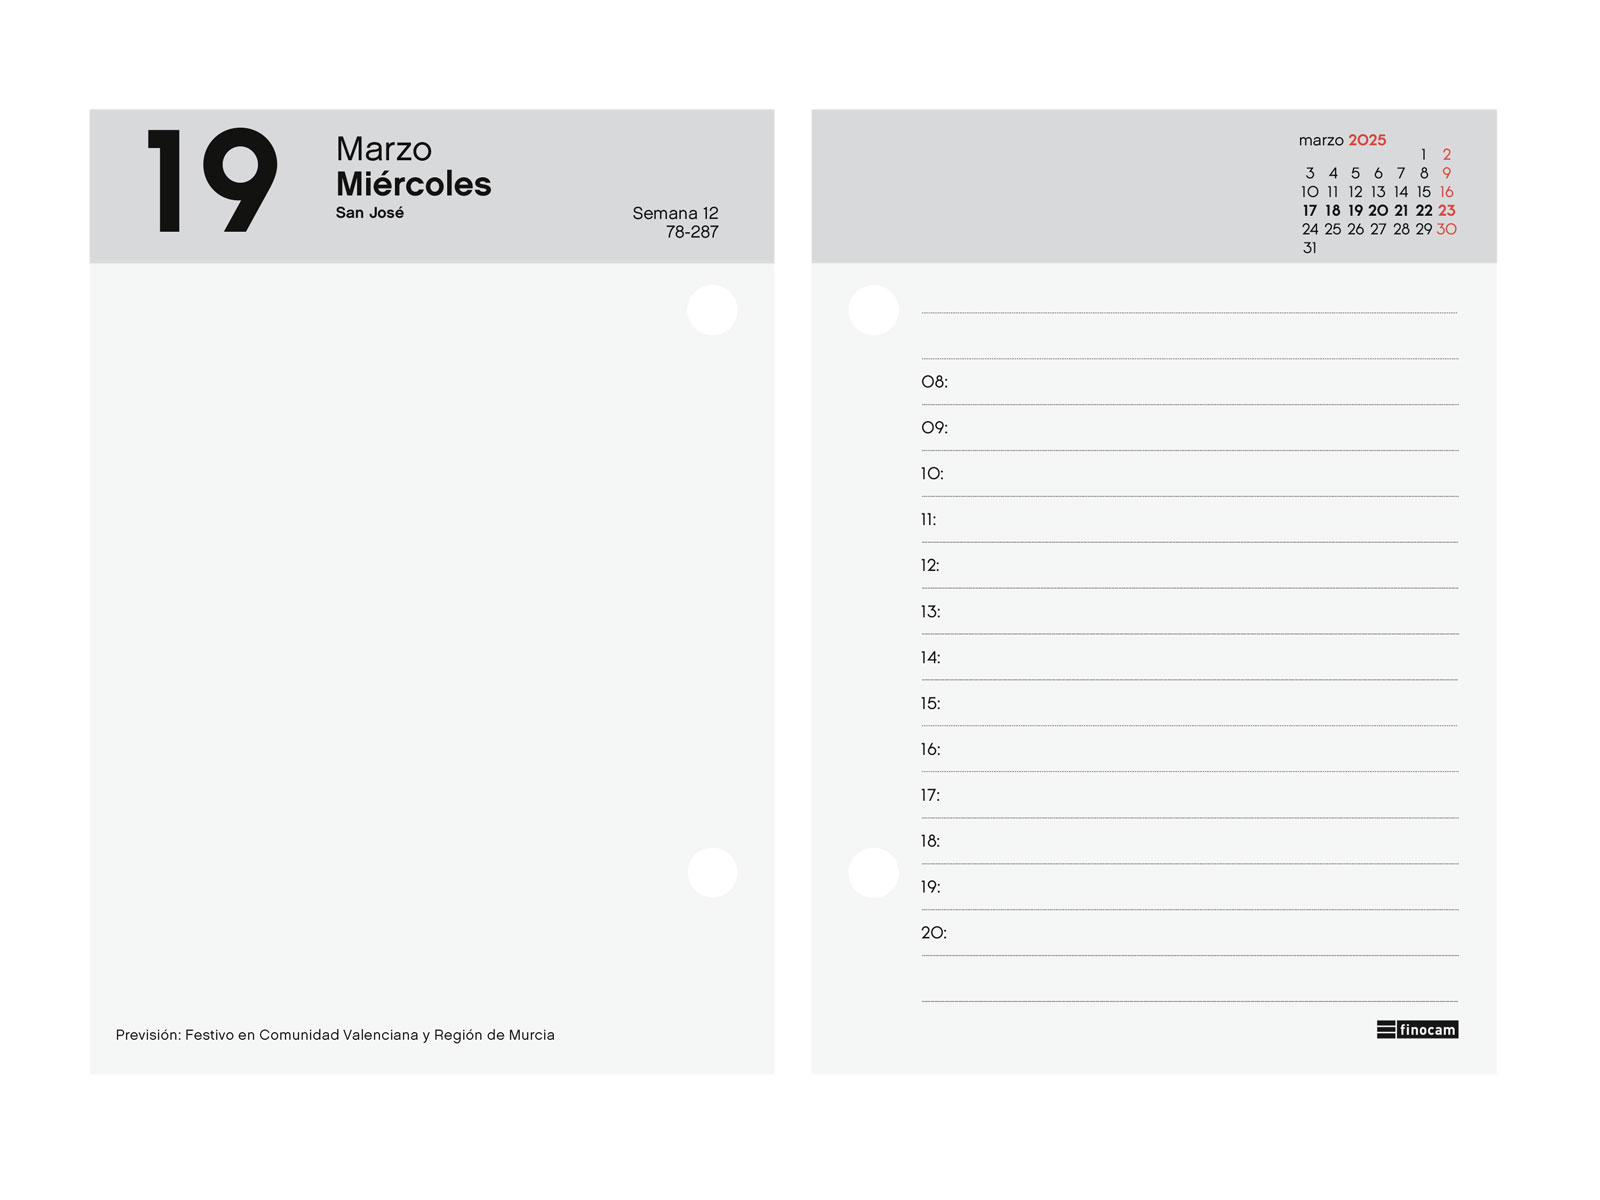 19
Marzo
Miércoles
San José
Semana 12
78-287
Previsión: Festivo en Comunidad Valenciana y Región de Murcia
marzo 2025
1 2
3 4 5 6 7 8 9
10 11 12 13 14 15 16
17 18 19 20 21 22 23
24 25 26 27 28 29 30
31
08:
09:
10:
11:
12:
13:
14:
15:
16:
17:
18:
19:
20:
finocam